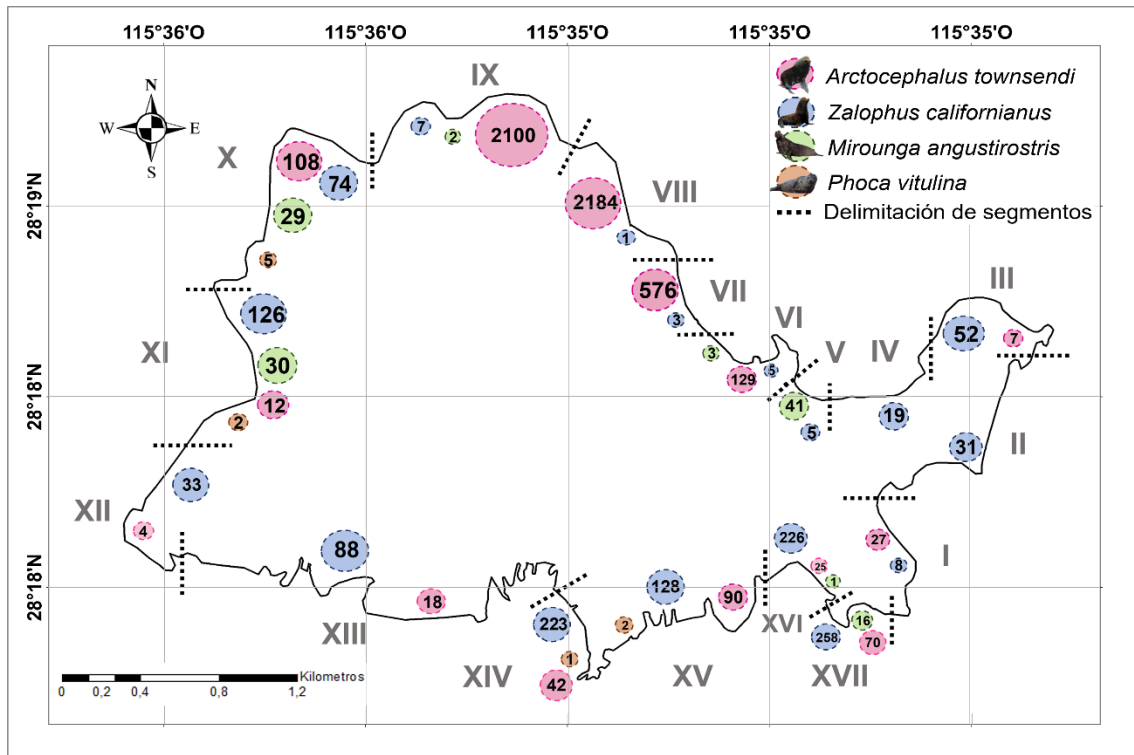 115°36'O 115°36'O 115°35'O 115°35'O 115°35'O
IX
Arctocephalus townsendi
Zalophus californianus
Mirounga angustirostris
Phoca vitulina
Delimitación de segmentos
N
W E
S
X
7
2
2100
108
74
29
5
28°19'N
2184
VIII
1
576
VII
3
3
III
52
7
126
30
XI
12
2
VI
129
5
V
IV
41
5
28°18'N
19
31
II
33
XII
4
88
226
27
I
8
25
1
28°18'N
18
XIII
128
90
XVI
223
2
16
258
70
XVII
1
XIV
42
XV
Kilometros
0 0,2 0,4 0,8 1,2